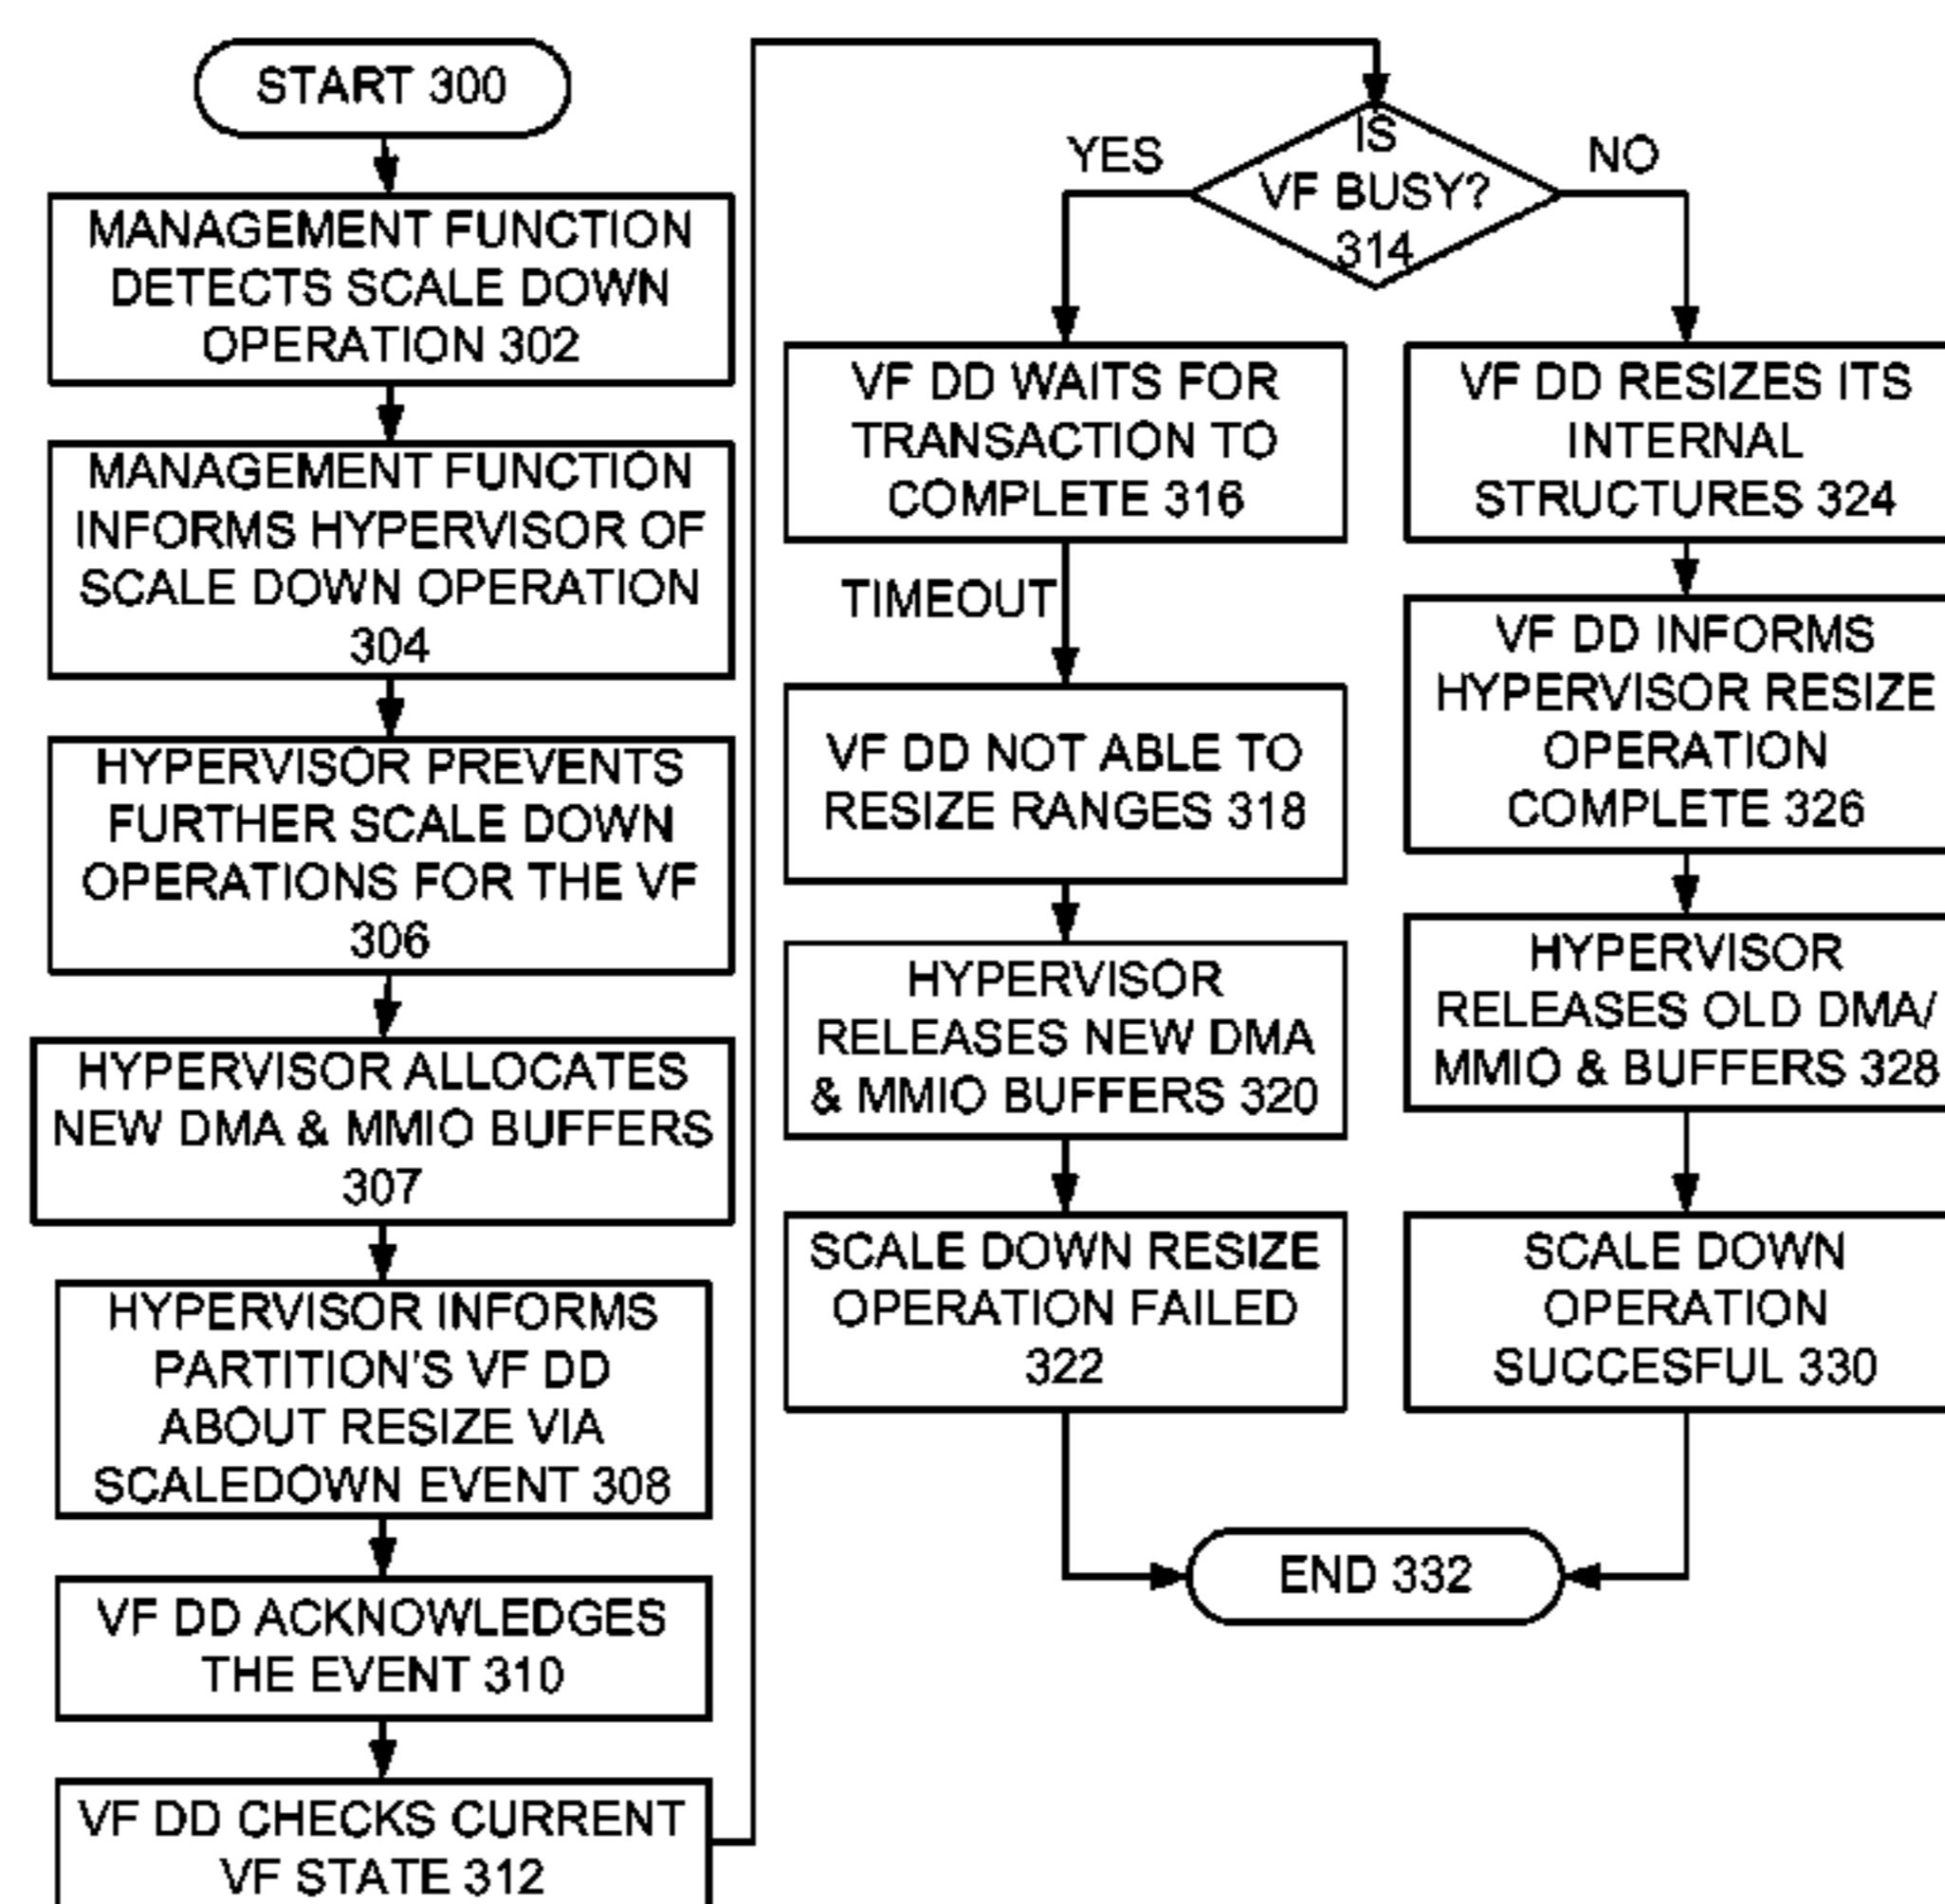 START 300
MANAGEMENT FUNCTION
DETECTS SCALE DOWN
OPERATION 302
MANAGEMENT FUNCTION
INFORMS HYPERVISOR OF
SCALE DOWN OPERATION
304
HYPERVISOR PREVENTS
FURTHER SCALE DOWN
OPERATIONS FOR THE VF
306
HYPERVISOR ALLOCATES
NEW DMA & MMIO BUFFERS
307
HYPERVISOR INFORMS
PARTITION'S VF DD
ABOUT RESIZE VIA
SCALEDOWN EVENT 308
VF DD ACKNOWLEDGES
THE EVENT 310
VF DD CHECKS CURRENT
VF STATE 312
IS
VF BUSY?
314
YES
VF DD WAITS FOR
TRANSACTION TO
COMPLETE 316
TIMEOUT
VF DD NOT ABLE TO
RESIZE RANGES 318
HYPERVISOR
RELEASES NEW DMA
& MMIO BUFFERS 320
SCALE DOWN RESIZE
OPERATION FAILED
322
NO
VF DD RESIZES ITS
INTERNAL
STRUCTURES 324
VF DD INFORMS
HYPERVISOR RESIZE
OPERATION
COMPLETE 326
HYPERVISOR
RELEASES OLD DMA/
MMIO & BUFFERS 328
SCALE DOWN
OPERATION
SUCCESFUL 330
END 332